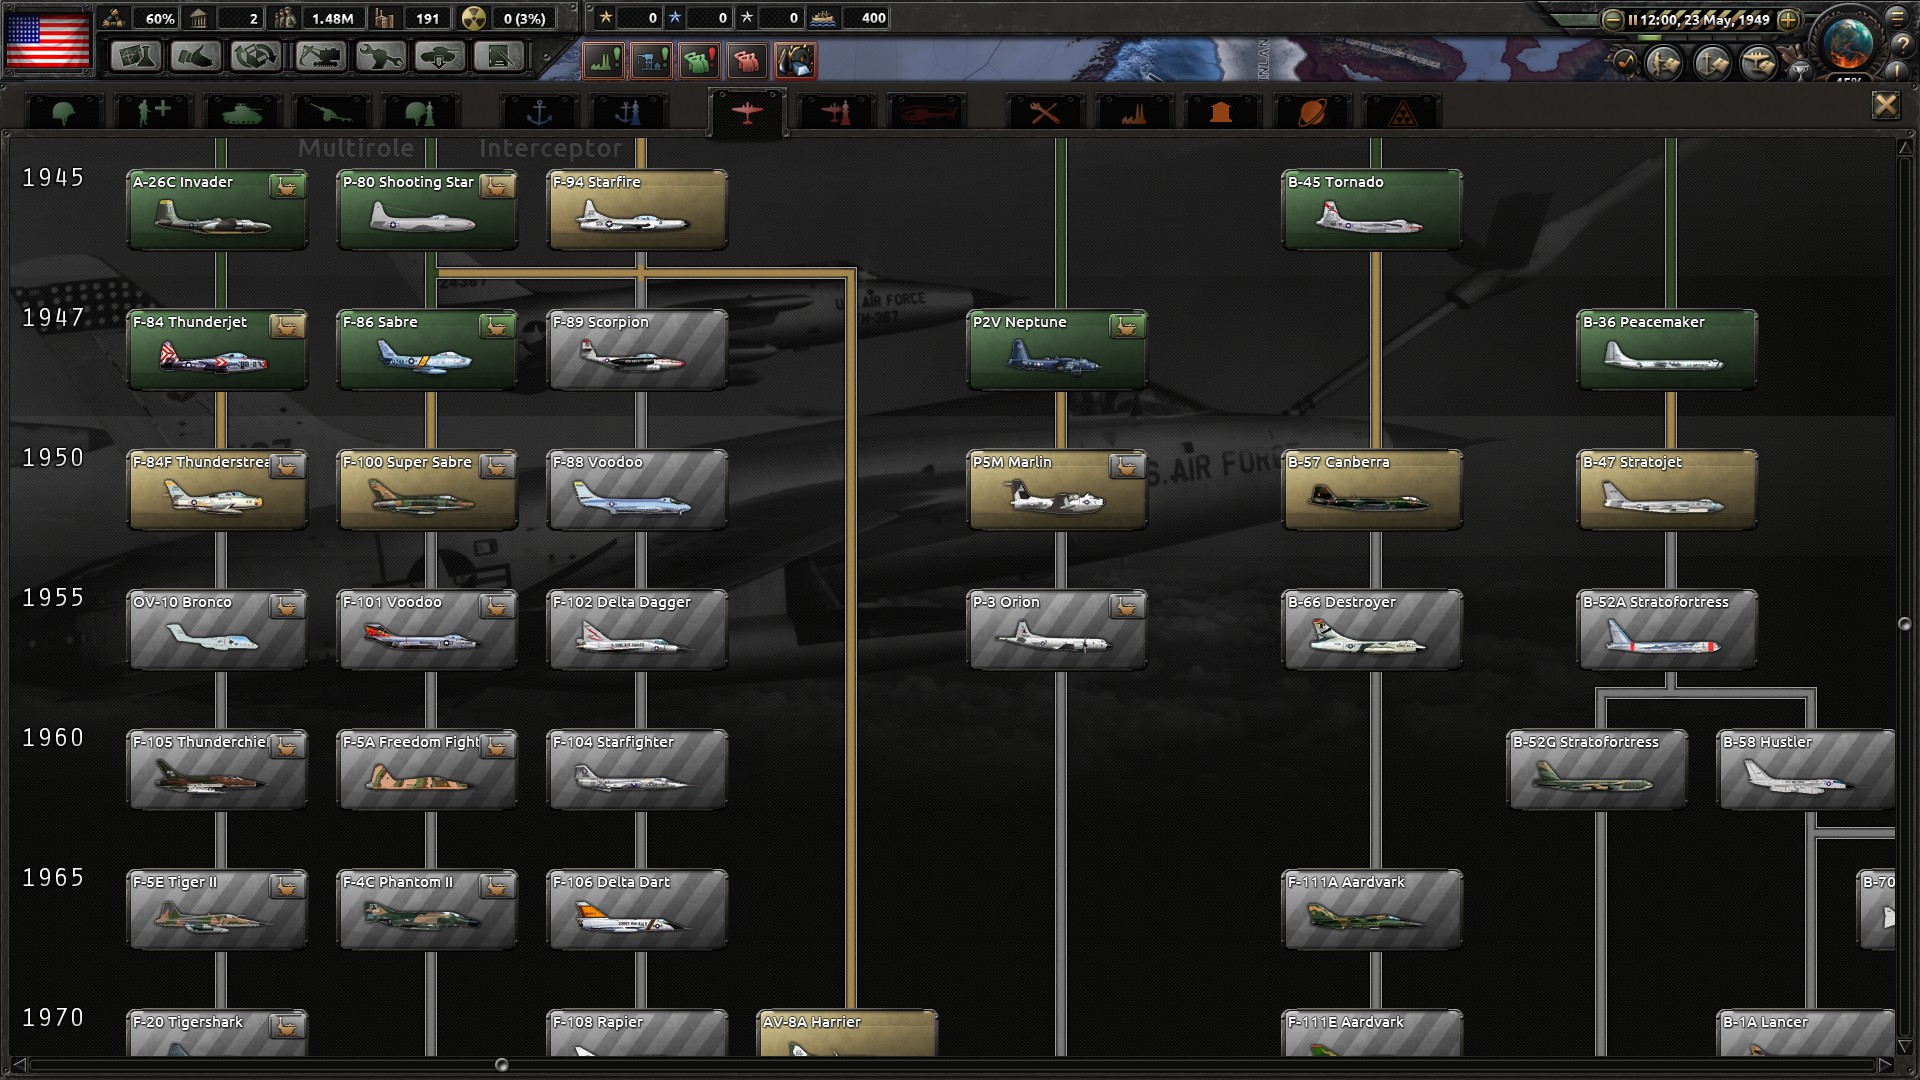 60%
2
1.48M
191
0 (3%)
0
0
0
400
12:00, 23 May, 1949
45%
Multirole
Interceptor
1945
A-26C Invader
P-80 Shooting Star
F-94 Starfire
B-45 Tornado
1947
F-84 Thunderjet
F-86 Sabre
F-89 Scorpion
P2V Neptune
B-36 Peacemaker
1950
F-84F Thunderstrea
F-100 Super Sabre
F-88 Voodoo
P5M Marlin
B-57 Canberra
B-47 Stratojet
1955
OV-10 Bronco
F-101 Voodoo
F-102 Delta Dagger
P-3 Orion
B-66 Destroyer
B-52A Stratofortress
1960
F-105 Thunderchie
F-5A Freedom Fight
F-104 Starfighter
B-52G Stratofortress
B-58 Hustler
1965
F-5E Tiger II
F-4C Phantom II
F-106 Delta Dart
F-111A Aardvark
B-70
1970
F-20 Tigershark
F-108 Rapier
AV-8A Harrier
F-111E Aardvark
B-1A Lancer